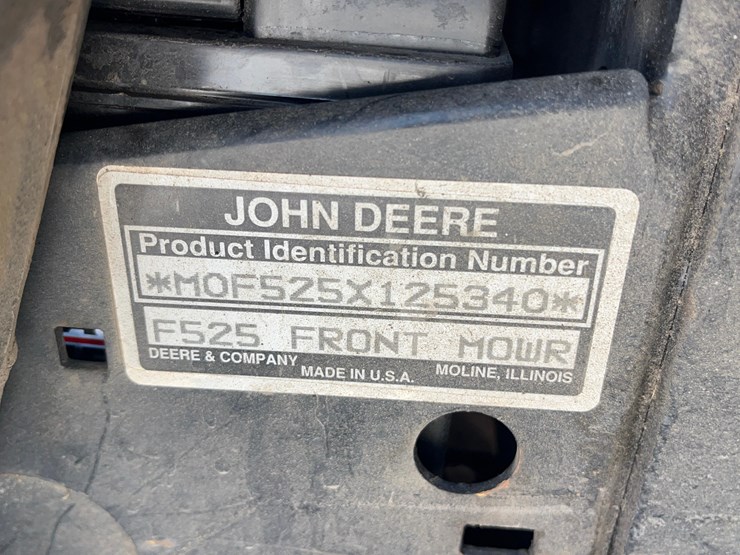 JOHN DEERE
Product Identification Number
*M0F525X125340*
F525 FRONT MOWR
DEERE & COMPANY MADE IN U.S.A. MOLINE, ILLINOIS